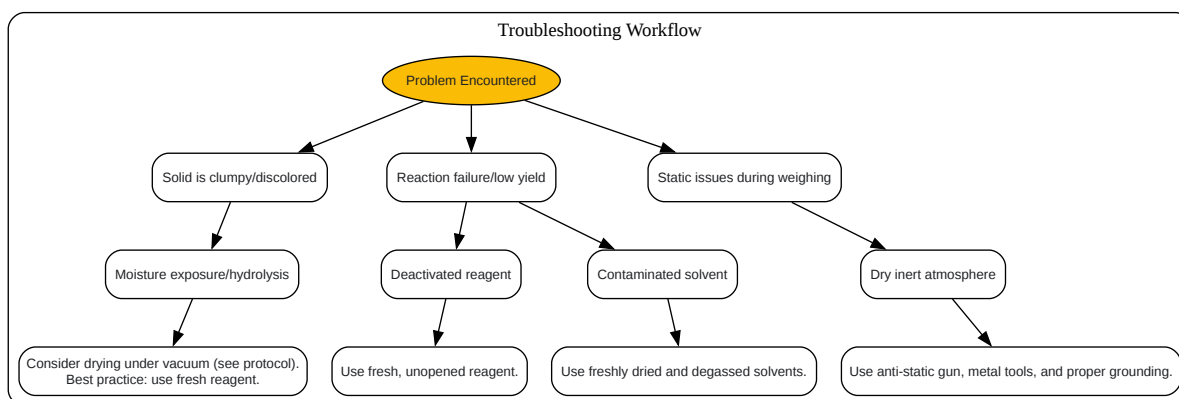 Troubleshooting Workflow
Problem Encountered
Solid is clumpy/discolored
Reaction failure/low yield
Static issues during weighing
Moisture exposure/hydrolysis
Deactivated reagent
Contaminated solvent
Dry inert atmosphere
Consider drying under vacuum (see protocol).
Best practice: use fresh reagent.
Use fresh, unopened reagent.
Use freshly dried and degassed solvents.
Use anti-static gun, metal tools, and proper grounding.